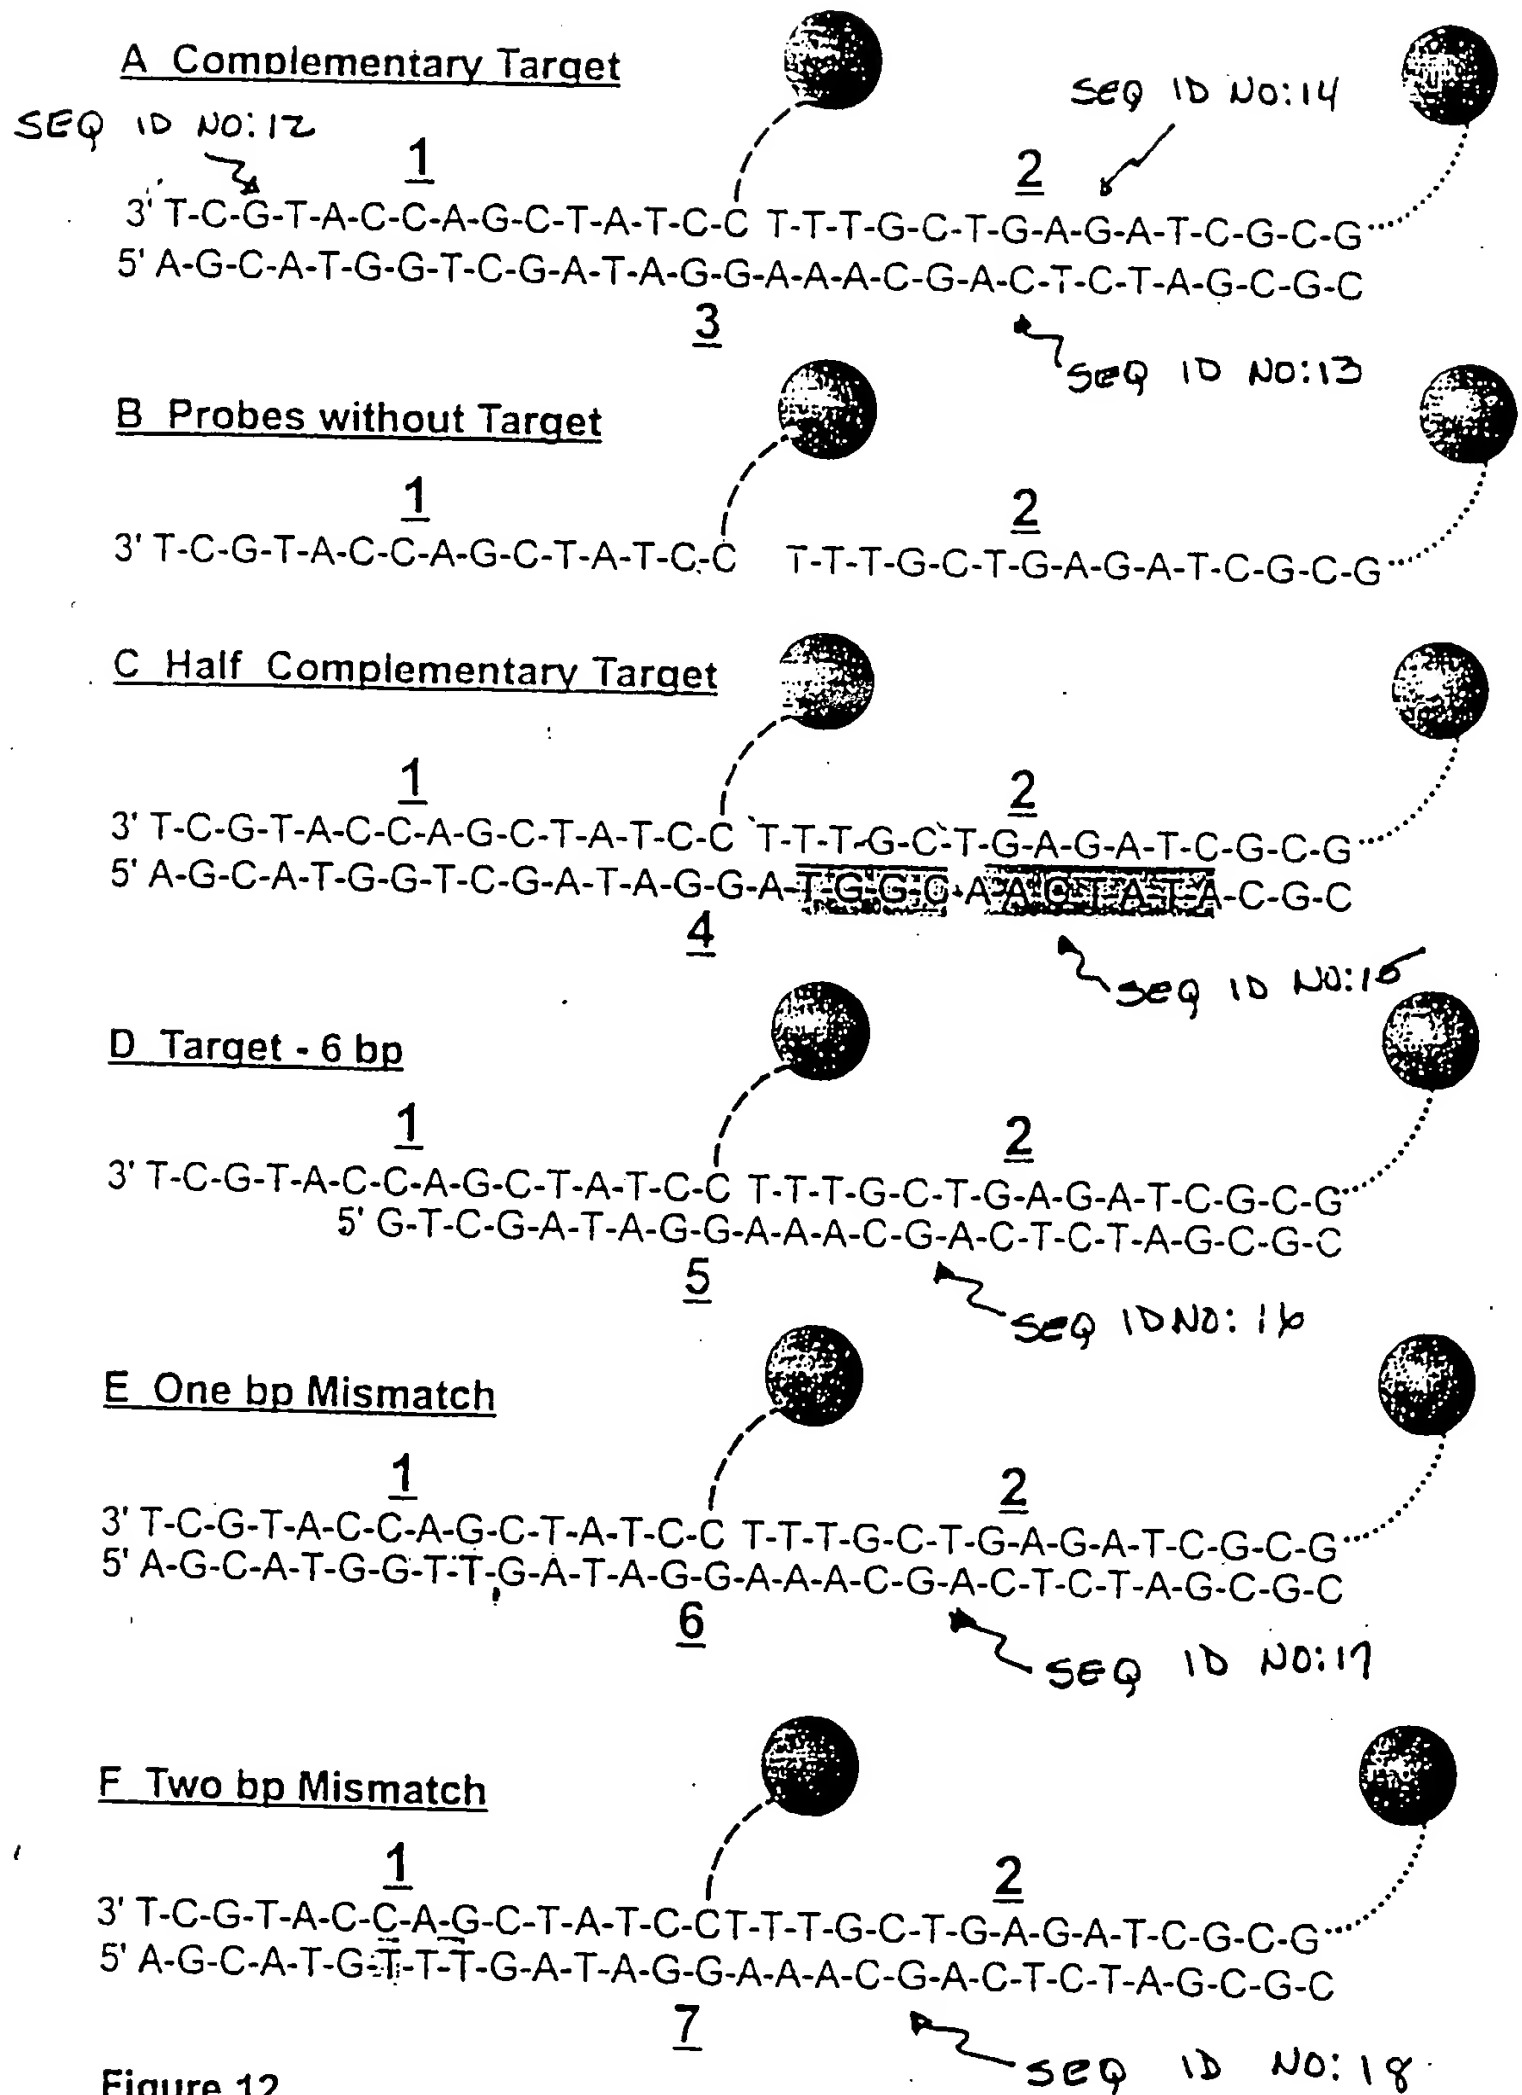 A Complementary Target
SEQ ID NO:14
SEQ ID NO:12
1
2
3' T-C-G-T-A-C-C-A-G-C-T-A-T-C-C T-T-T-G-C-T-G-A-G-A-T-C-G-C-G
5' A-G-C-A-T-G-G-T-C-G-A-T-A-G-G-A-A-A-C-G-A-C-T-C-T-A-G-C-G-C
3
SEQ ID NO:13
B Probes without Target
1
2
3' T-C-G-T-A-C-C-A-G-C-T-A-T-C-C T-T-T-G-C-T-G-A-G-A-T-C-G-C-G
C Half Complementary Target
1
2
3' T-C-G-T-A-C-C-A-G-C-T-A-T-C-C T-T-T-G-C-T-G-A-G-A-T-C-G-C-G
5' A-G-C-A-T-G-G-T-C-G-A-T-A-G-G-A-T-G-G-C-A-A-C-T-A-T-A-C-G-C
4
SEQ ID NO:15
D Target - 6 bp
1
2
3' T-C-G-T-A-C-C-A-G-C-T-A-T-C-C T-T-T-G-C-T-G-A-G-A-T-C-G-C-G
5' G-T-C-G-A-T-A-G-G-A-A-A-C-G-A-C-T-C-T-A-G-C-G-C
5
SEQ ID NO: 16
E One bp Mismatch
1
2
3' T-C-G-T-A-C-C-A-G-C-T-A-T-C-C T-T-T-G-C-T-G-A-G-A-T-C-G-C-G
5' A-G-C-A-T-G-G-T-T-G-A-T-A-G-G-A-A-A-C-G-A-C-T-C-T-A-G-C-G-C
6
SEQ ID NO:17
F Two bp Mismatch
1
2
3' T-C-G-T-A-C-C-A-G-C-T-A-T-C-C T-T-T-G-C-T-G-A-G-A-T-C-G-C-G
5' A-G-C-A-T-G-T-T-T-G-A-T-A-G-G-A-A-A-C-G-A-C-T-C-T-A-G-C-G-C
7
SEQ ID NO: 18
Figure 12